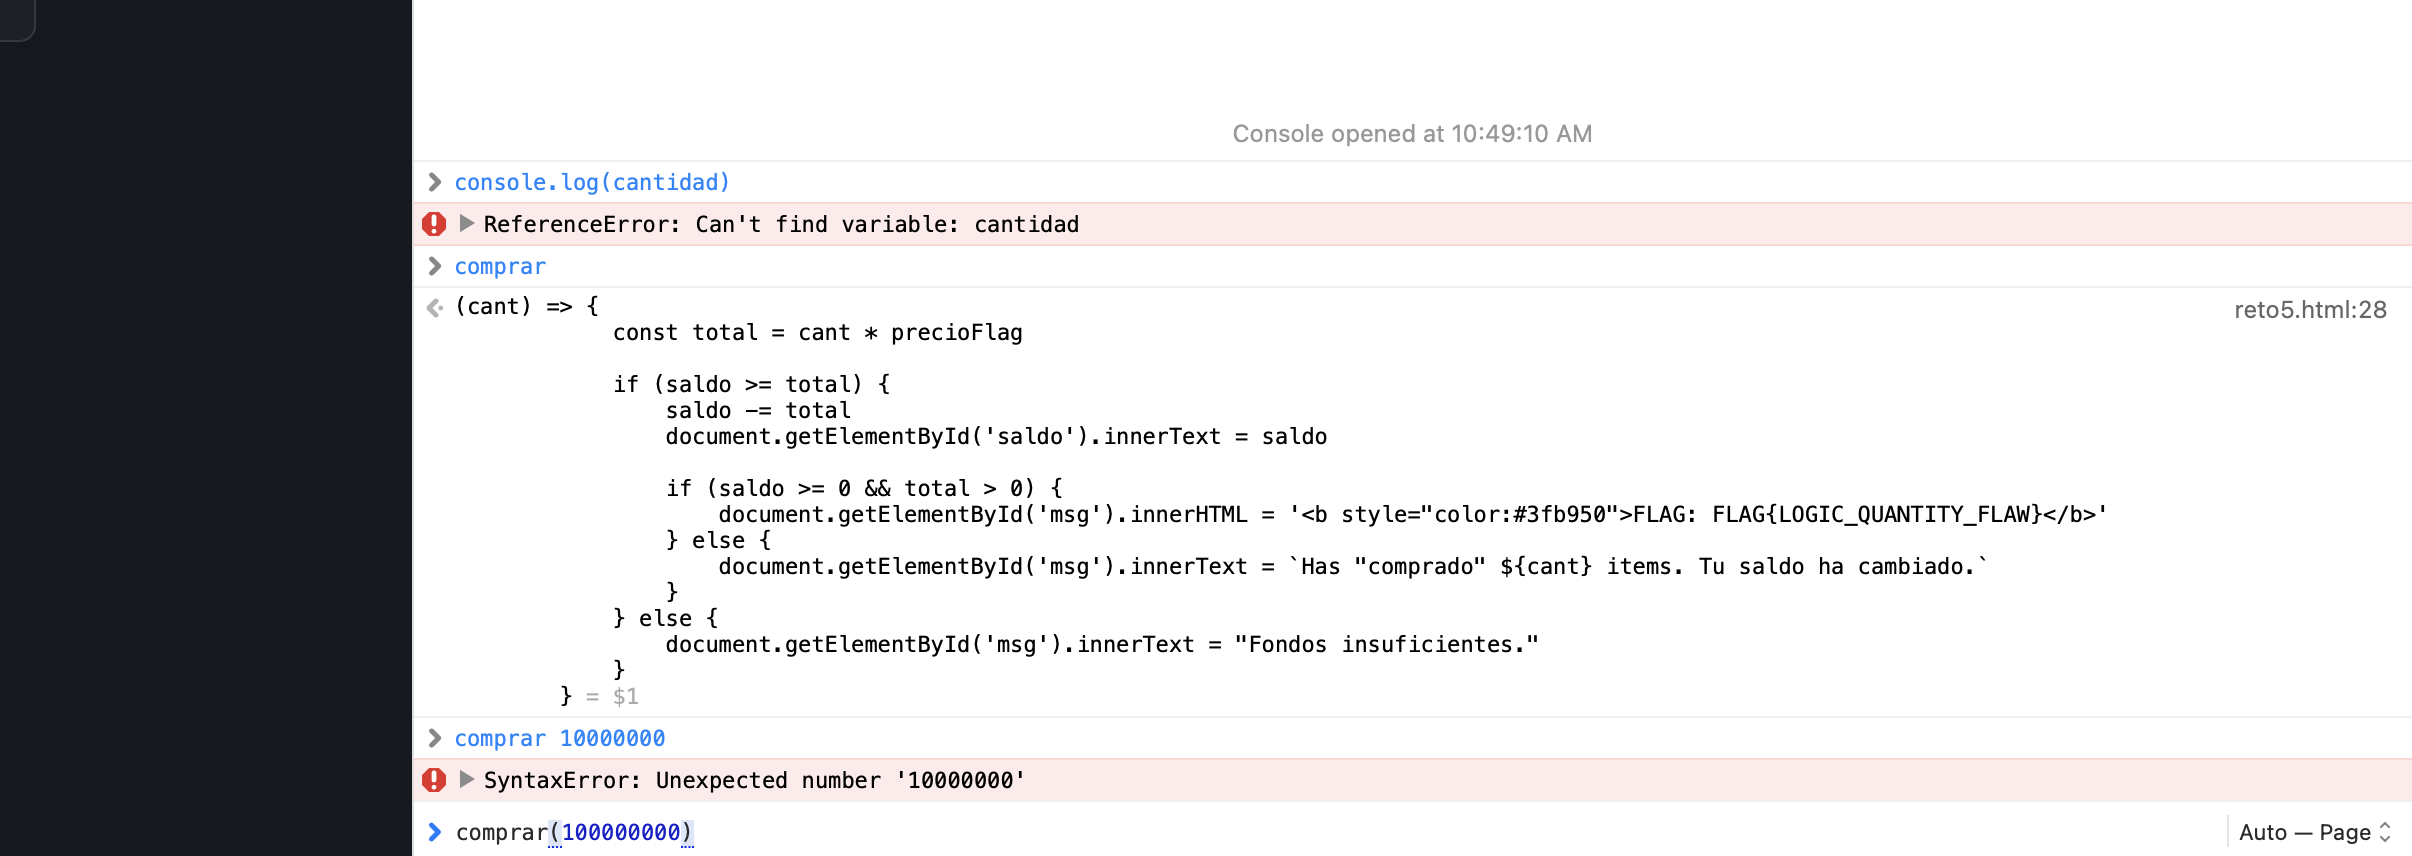 Console opened at 10:49:10 AM
console.log(cantidad)
ReferenceError: Can't find variable: cantidad
comprar
(cant) => {
reto5.html:28
const total = cant * precioFlag
if (saldo >= total) {
saldo -= total
document.getElementById('saldo').innerText = saldo
if (saldo >= 0 && total > 0) {
document.getElementById('msg').innerHTML = '<b style="color:#3fb950">FLAG: FLAG{LOGIC_QUANTITY_FLAW}</b>'
} else {
document.getElementById('msg').innerText = `Has "comprado" ${cant} items. Tu saldo ha cambiado.`
}
} else {
document.getElementById('msg').innerText = "Fondos insuficientes."
}
} = $1
comprar 10000000
SyntaxError: Unexpected number '10000000'
comprar(100000000)
Auto — Page